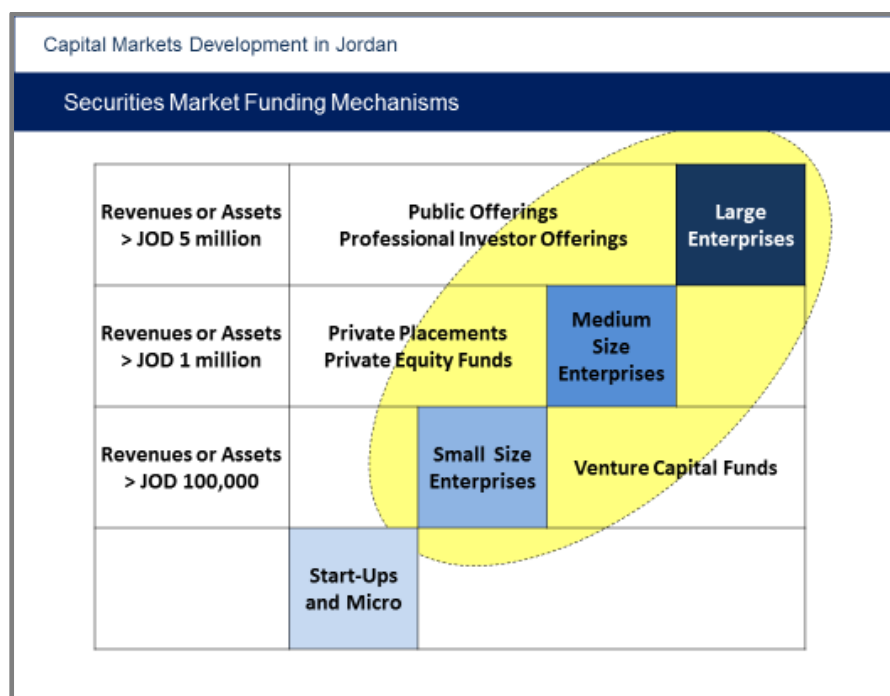 Capital Markets Development in Jordan
Securities Market Funding Mechanisms
Revenues or Assets
> JOD 5 million
Public Offerings
Professional Investor Offerings
Large
Enterprises
Revenues or Assets
> JOD 1 million
Private Placements
Private Equity Funds
Medium
Size
Enterprises
Revenues or Assets
> JOD 100,000
Small Size
Enterprises
Venture Capital Funds
Start-Ups
and Micro